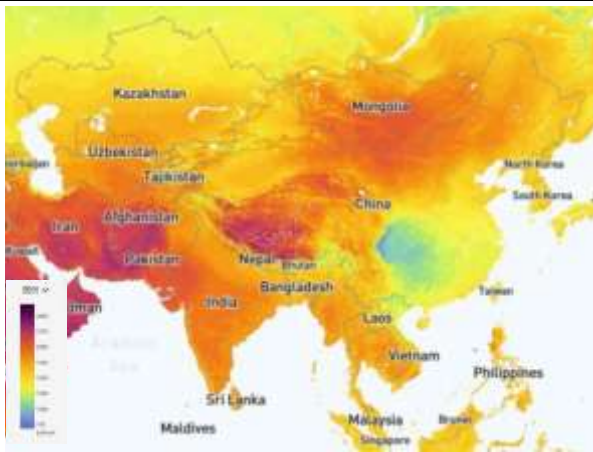 Kazakhstan
Mongolia
Uzbekistan
North Korea
Tajikistan
South Korea
China
Afghanistan
Iran
Pakistan
Nepal
Bhutan
Bangladesh
India
Taiwan
Laos
Vietnam
Philippines
Sri Lanka
Maldives
Malaysia
Brunei
Singapore